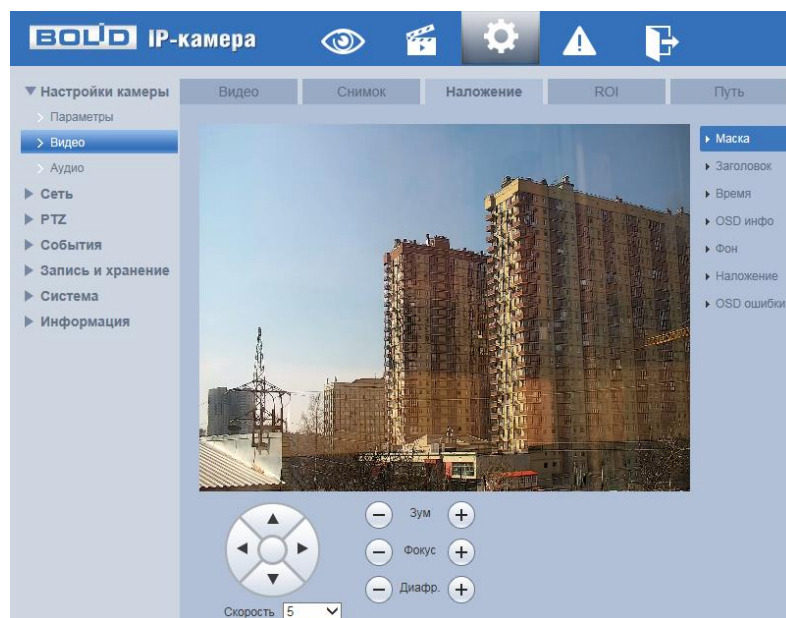 BOLID IP-камера
Настройки камеры
Параметры
Видео
Аудио
Сеть
PTZ
События
Запись и хранение
Система
Информация
Видео Снимок Наложение ROI Путь
Маска
Заголовок
Время
OSD инфо
Фон
Наложение
OSD ошибки
Зум
Фокус
Диафр.
Скорость 5